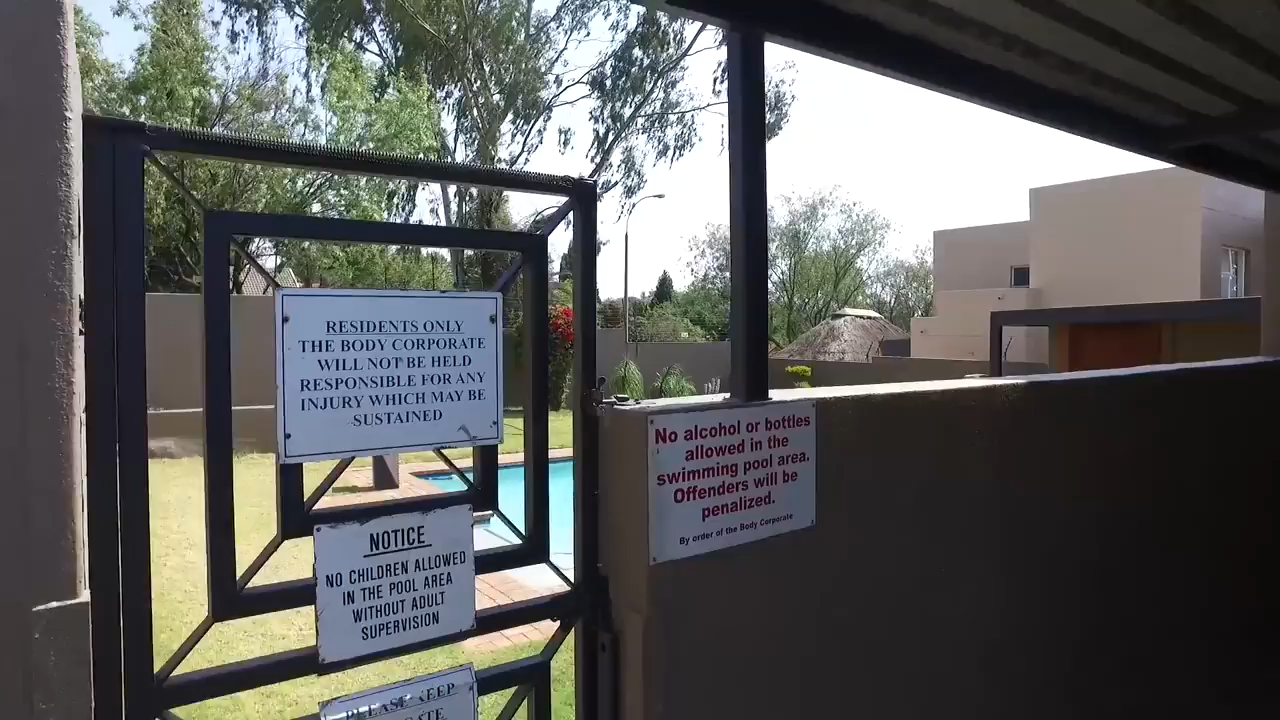 RESIDENTS ONLY
THE BODY CORPORATE
WILL NOT BE HELD
RESPONSIBLE FOR ANY
INJURY WHICH MAY BE
SUSTAINED
No alcohol or bottles
allowed in the
swimming pool area.
Offenders will be
penalized.
By order of the Body Corporate
NOTICE
NO CHILDREN ALLOWED
IN THE POOL AREA
WITHOUT ADULT
SUPERVISION
PLEASE KEEP